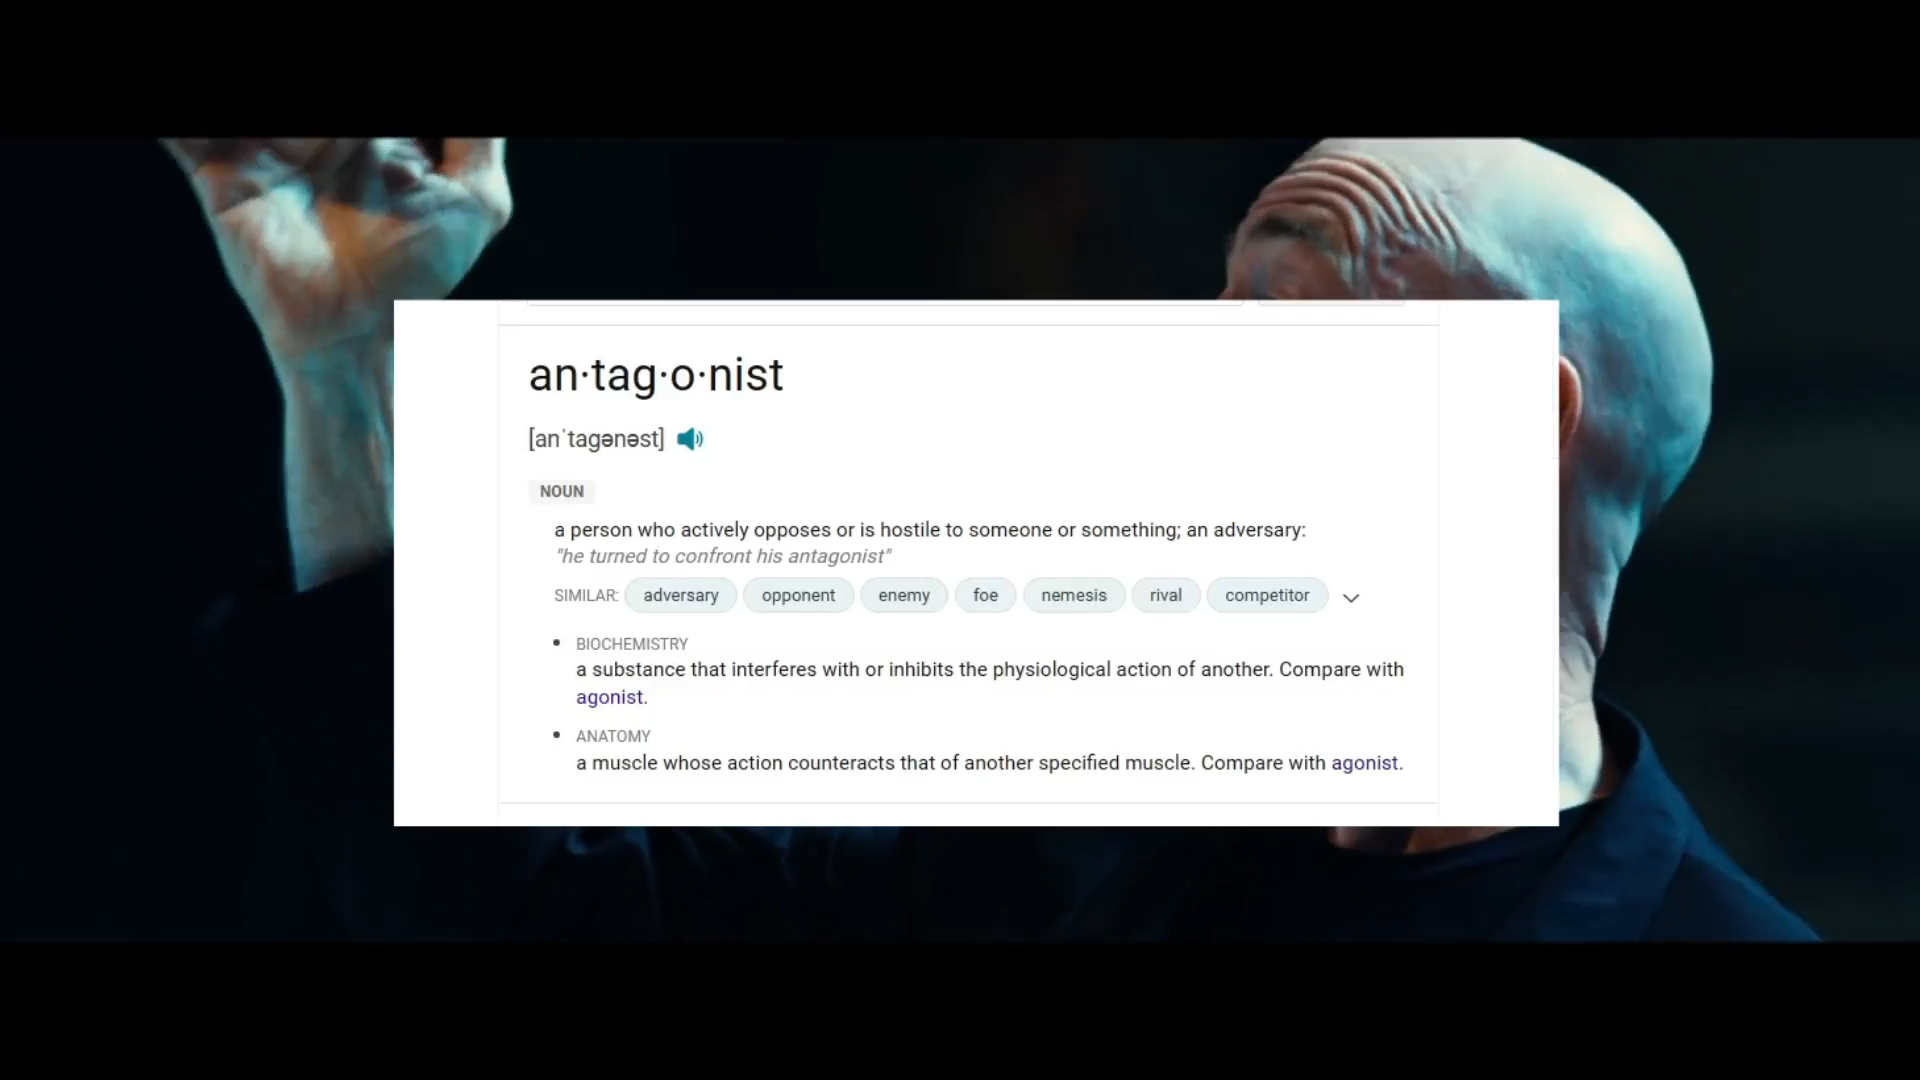 an·tag·o·nist
[anˈtagənəst]
NOUN
a person who actively opposes or is hostile to someone or something; an adversary:
"he turned to confront his antagonist"
SIMILAR: adversary opponent enemy foe nemesis rival competitor
• BIOCHEMISTRY
a substance that interferes with or inhibits the physiological action of another. Compare with
agonist.
• ANATOMY
a muscle whose action counteracts that of another specified muscle. Compare with agonist.